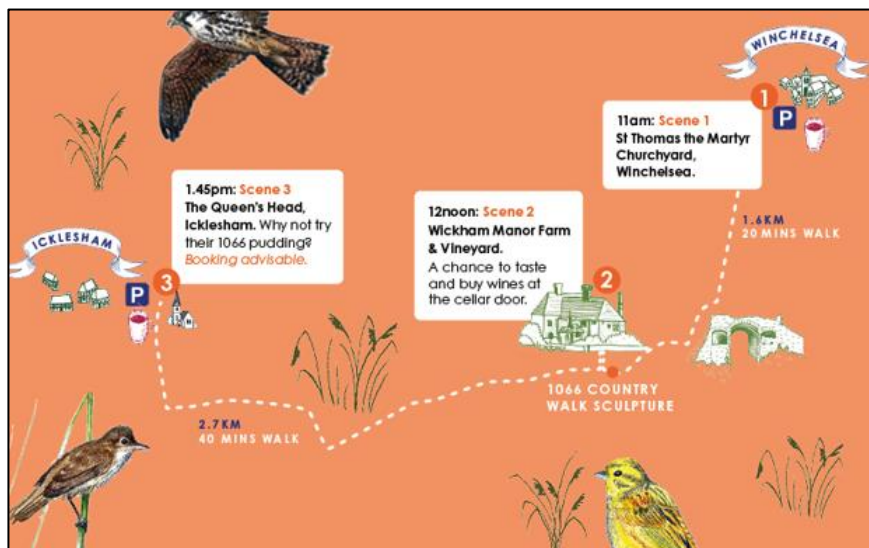 WINCHELSEA
1
P
11am: Scene 1
St Thomas the Martyr
Churchyard,
Winchelsea.
1.6KM
20 MINS WALK
12noon: Scene 2
Wickham Manor Farm
& Vineyard.
A chance to taste
and buy wines at
the cellar door.
2
1066 COUNTRY
WALK SCULPTURE
1.45pm: Scene 3
The Queen's Head,
Icklesham. Why not try
their 1066 pudding?
Booking advisable.
ICKLESHAM
3
P
2.7KM
40 MINS WALK